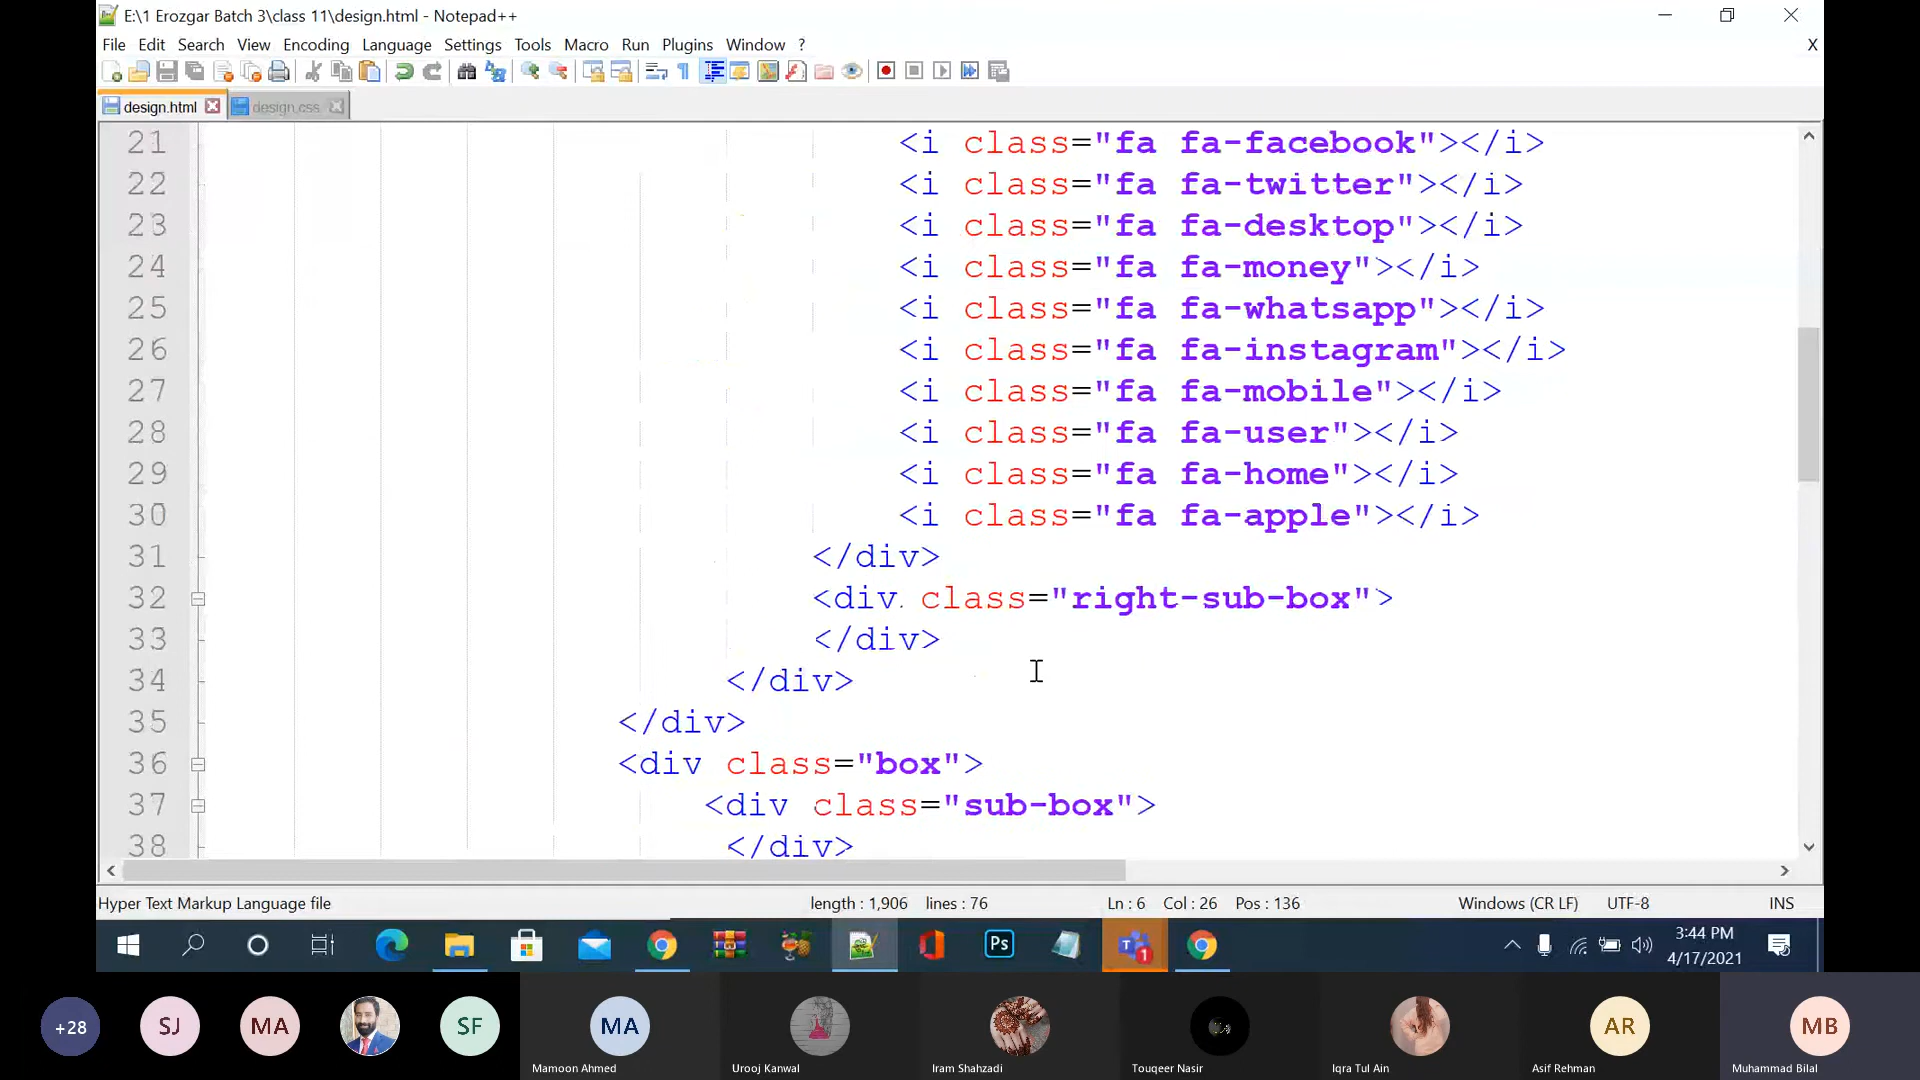 E:\1 Erozgar Batch 3\class 11\design.html - Notepad++
File Edit Search View Encoding Language Settings Tools Macro Run Plugins Window ? X
design.html design.css
21 <i class="fa fa-facebook"></i>
22 <i class="fa fa-twitter"></i>
23 <i class="fa fa-desktop"></i>
24 <i class="fa fa-money"></i>
25 <i class="fa fa-whatsapp"></i>
26 <i class="fa fa-instagram"></i>
27 <i class="fa fa-mobile"></i>
28 <i class="fa fa-user"></i>
29 <i class="fa fa-home"></i>
30 <i class="fa fa-apple"></i>
31 </div>
32 <div class="right-sub-box">
33 </div>
34 </div>
35 </div>
36 <div class="box">
37 <div class="sub-box">
38 </div>
Hyper Text Markup Language file length : 1,906 lines : 76 Ln : 6 Col : 26 Pos : 136 Windows (CR LF) UTF-8 INS
Ps 1 3:44 PM
4/17/2021
+28 SJ MA SF MA AR MB
Mamoon Ahmed Urooj Kanwal Iram Shahzadi Touqeer Nasir Iqra Tul Ain Asif Rehman Muhammad Bilal